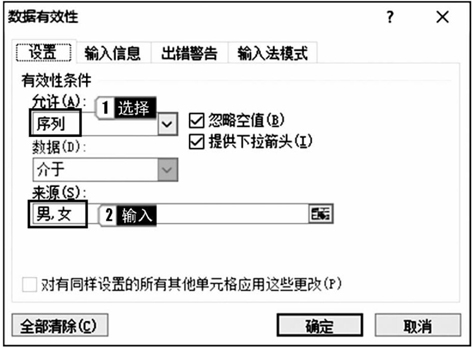 数据有效性 ?
设置 输入信息 出错警告 输入法模式
有效性条件
允许(A): 1 选择
序列 忽略空值(B)
数据(D): 提供下拉箭头(I)
介于
来源(S):
男,女 2 输入
对有同样设置的所有其他单元格应用这些更改(P)
全部清除(C) 确定 取消